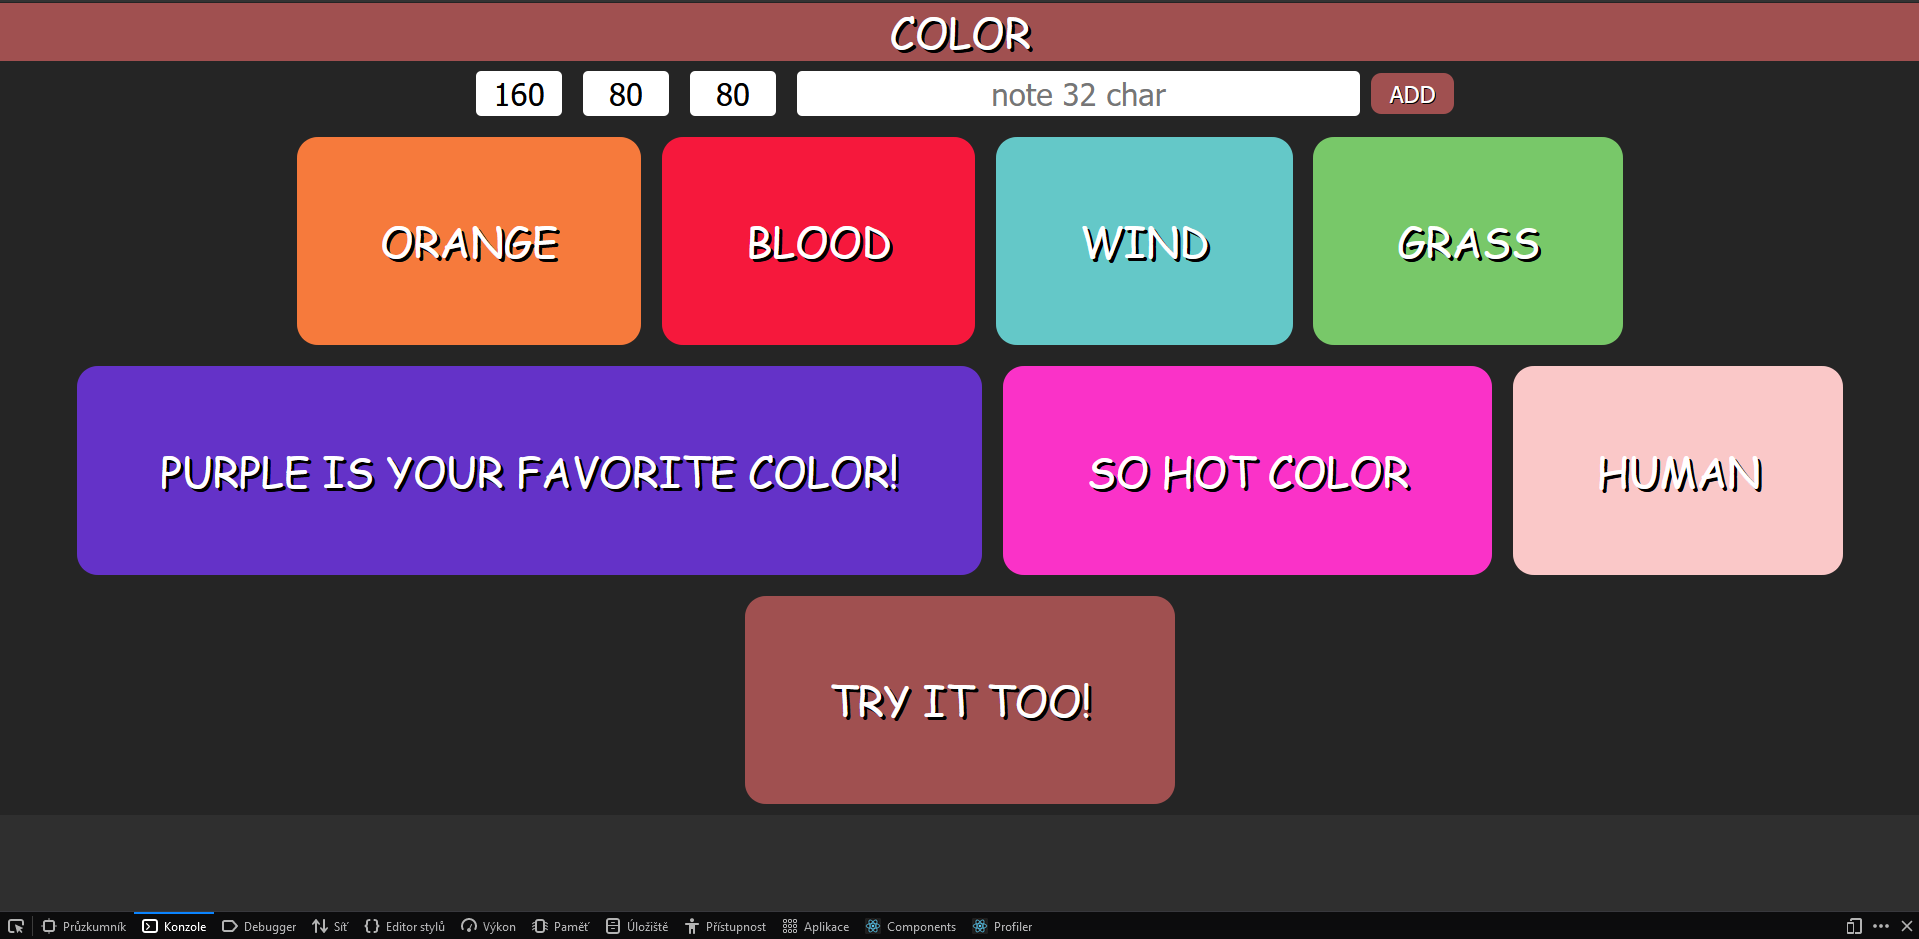 COLOR
160 80 80 note 32 char ADD
ORANGE BLOOD WIND GRASS
PURPLE IS YOUR FAVORITE COLOR! SO HOT COLOR HUMAN
TRY IT TOO!
Průzkumník Konzole Debugger Síť Editor stylů Výkon Paměť Úložiště Přístupnost Aplikace Components Profiler